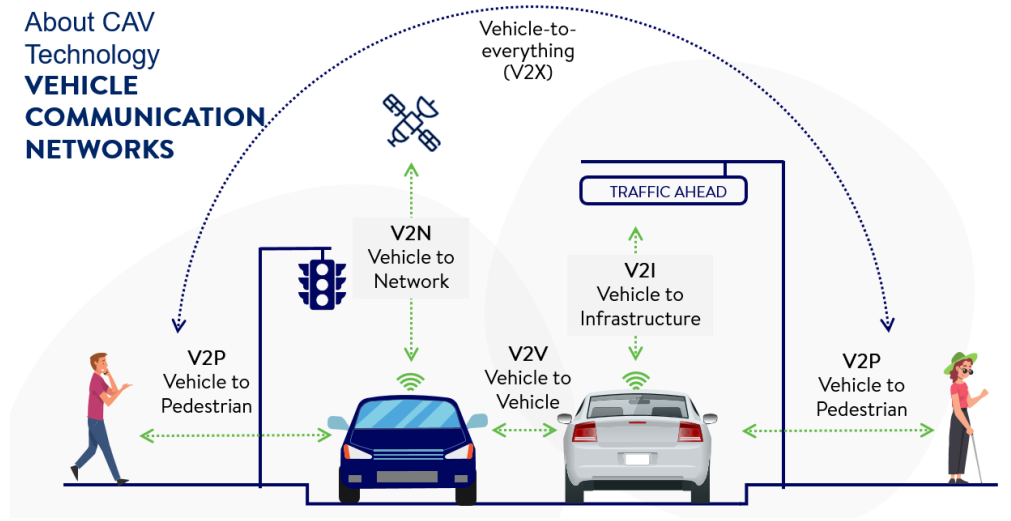 About CAV
Technology
VEHICLE
COMMUNICATION
NETWORKS
Vehicle-to-
everything
(V2X)
TRAFFIC AHEAD
V2N
Vehicle to
Network
V2I
Vehicle to
Infrastructure
V2P
Vehicle to
Pedestrian
V2V
Vehicle to
Vehicle
V2P
Vehicle to
Pedestrian